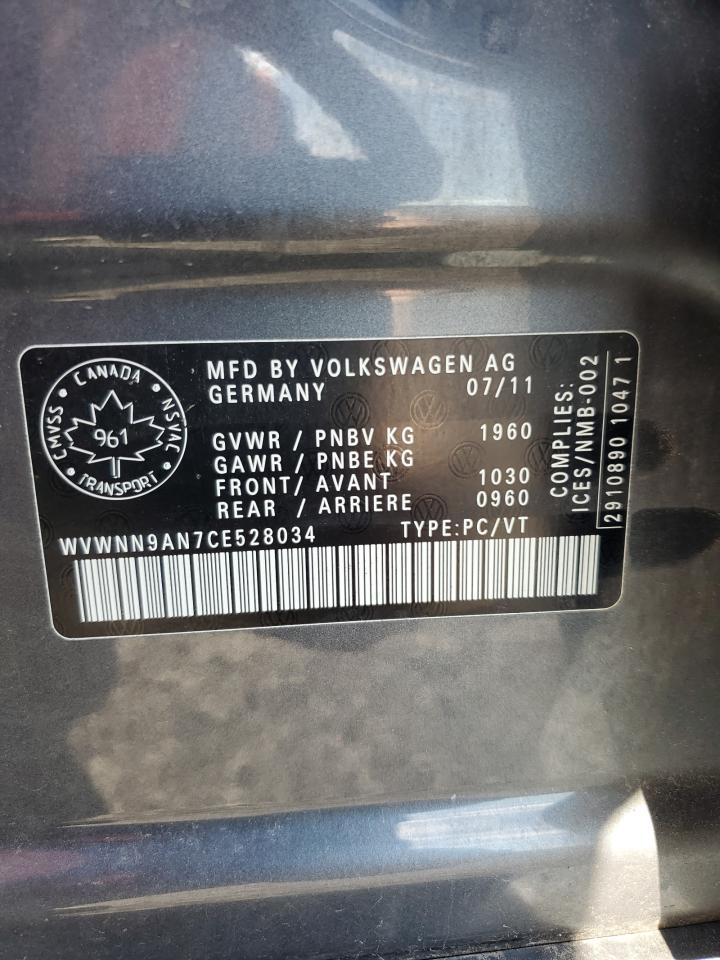 CANADA
CMVSS
961
NSVAC
TRANSPORT
MFD BY VOLKSWAGEN AG
GERMANY 07/11
GVWR / PNBV KG 1960
GAWR / PNBE KG
FRONT/ AVANT 1030
REAR / ARRIERE 0960
WVWNN9AN7CE528034 TYPE:PC/VT
COMPLIES:
ICES/NMB-002
2910890 1047 1